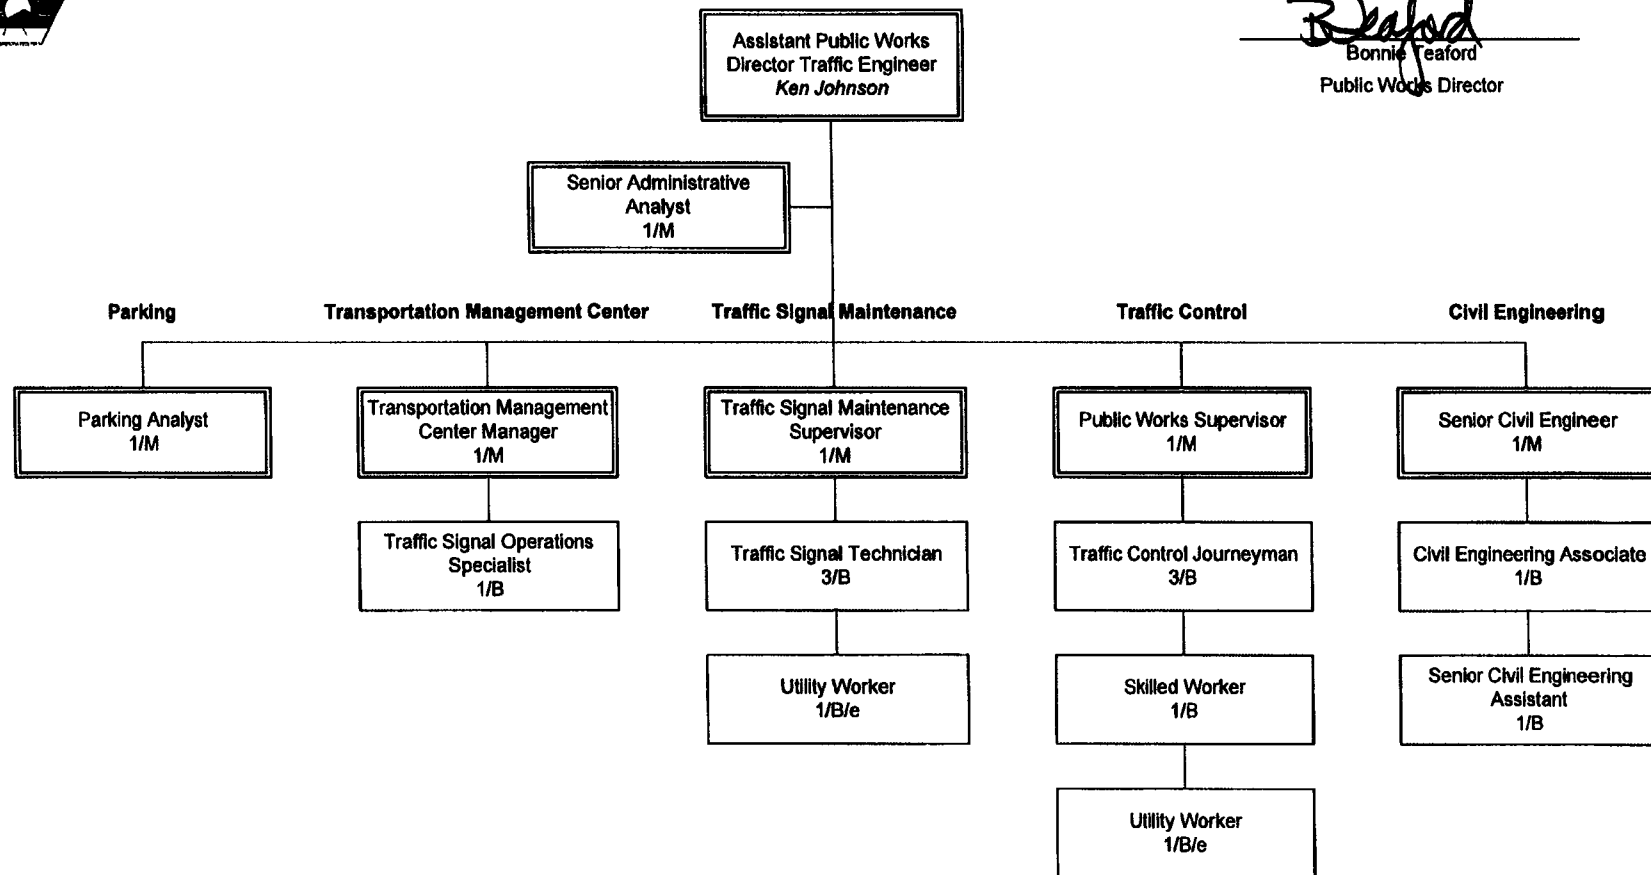 Assistant Public Works
Director Traffic Engineer
Ken Johnson
BTeaford
Bonnie Teaford
Public Works Director
Senior Administrative
Analyst
1/M
Parking
Transportation Management Center
Traffic Signal Maintenance
Traffic Control
Civil Engineering
Parking Analyst
1/M
Transportation Management
Center Manager
1/M
Traffic Signal Maintenance
Supervisor
1/M
Public Works Supervisor
1/M
Senior Civil Engineer
1/M
Traffic Signal Operations
Specialist
1/B
Traffic Signal Technician
3/B
Traffic Control Journeyman
3/B
Civil Engineering Associate
1/B
Utility Worker
1/B/e
Skilled Worker
1/B
Senior Civil Engineering
Assistant
1/B
Utility Worker
1/B/e